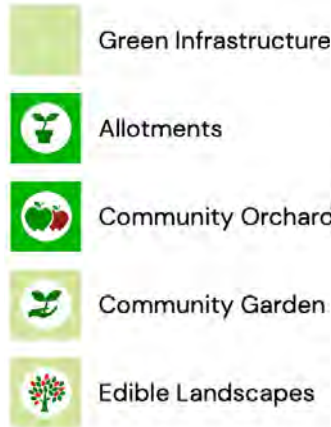 Green Infrastructure
Allotments
Community Orchard
Community Garden
Edible Landscapes